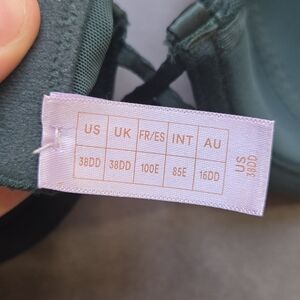 US UK FR/ES INT AU
38DD 38DD 100E 85E 16DD
US
38DD